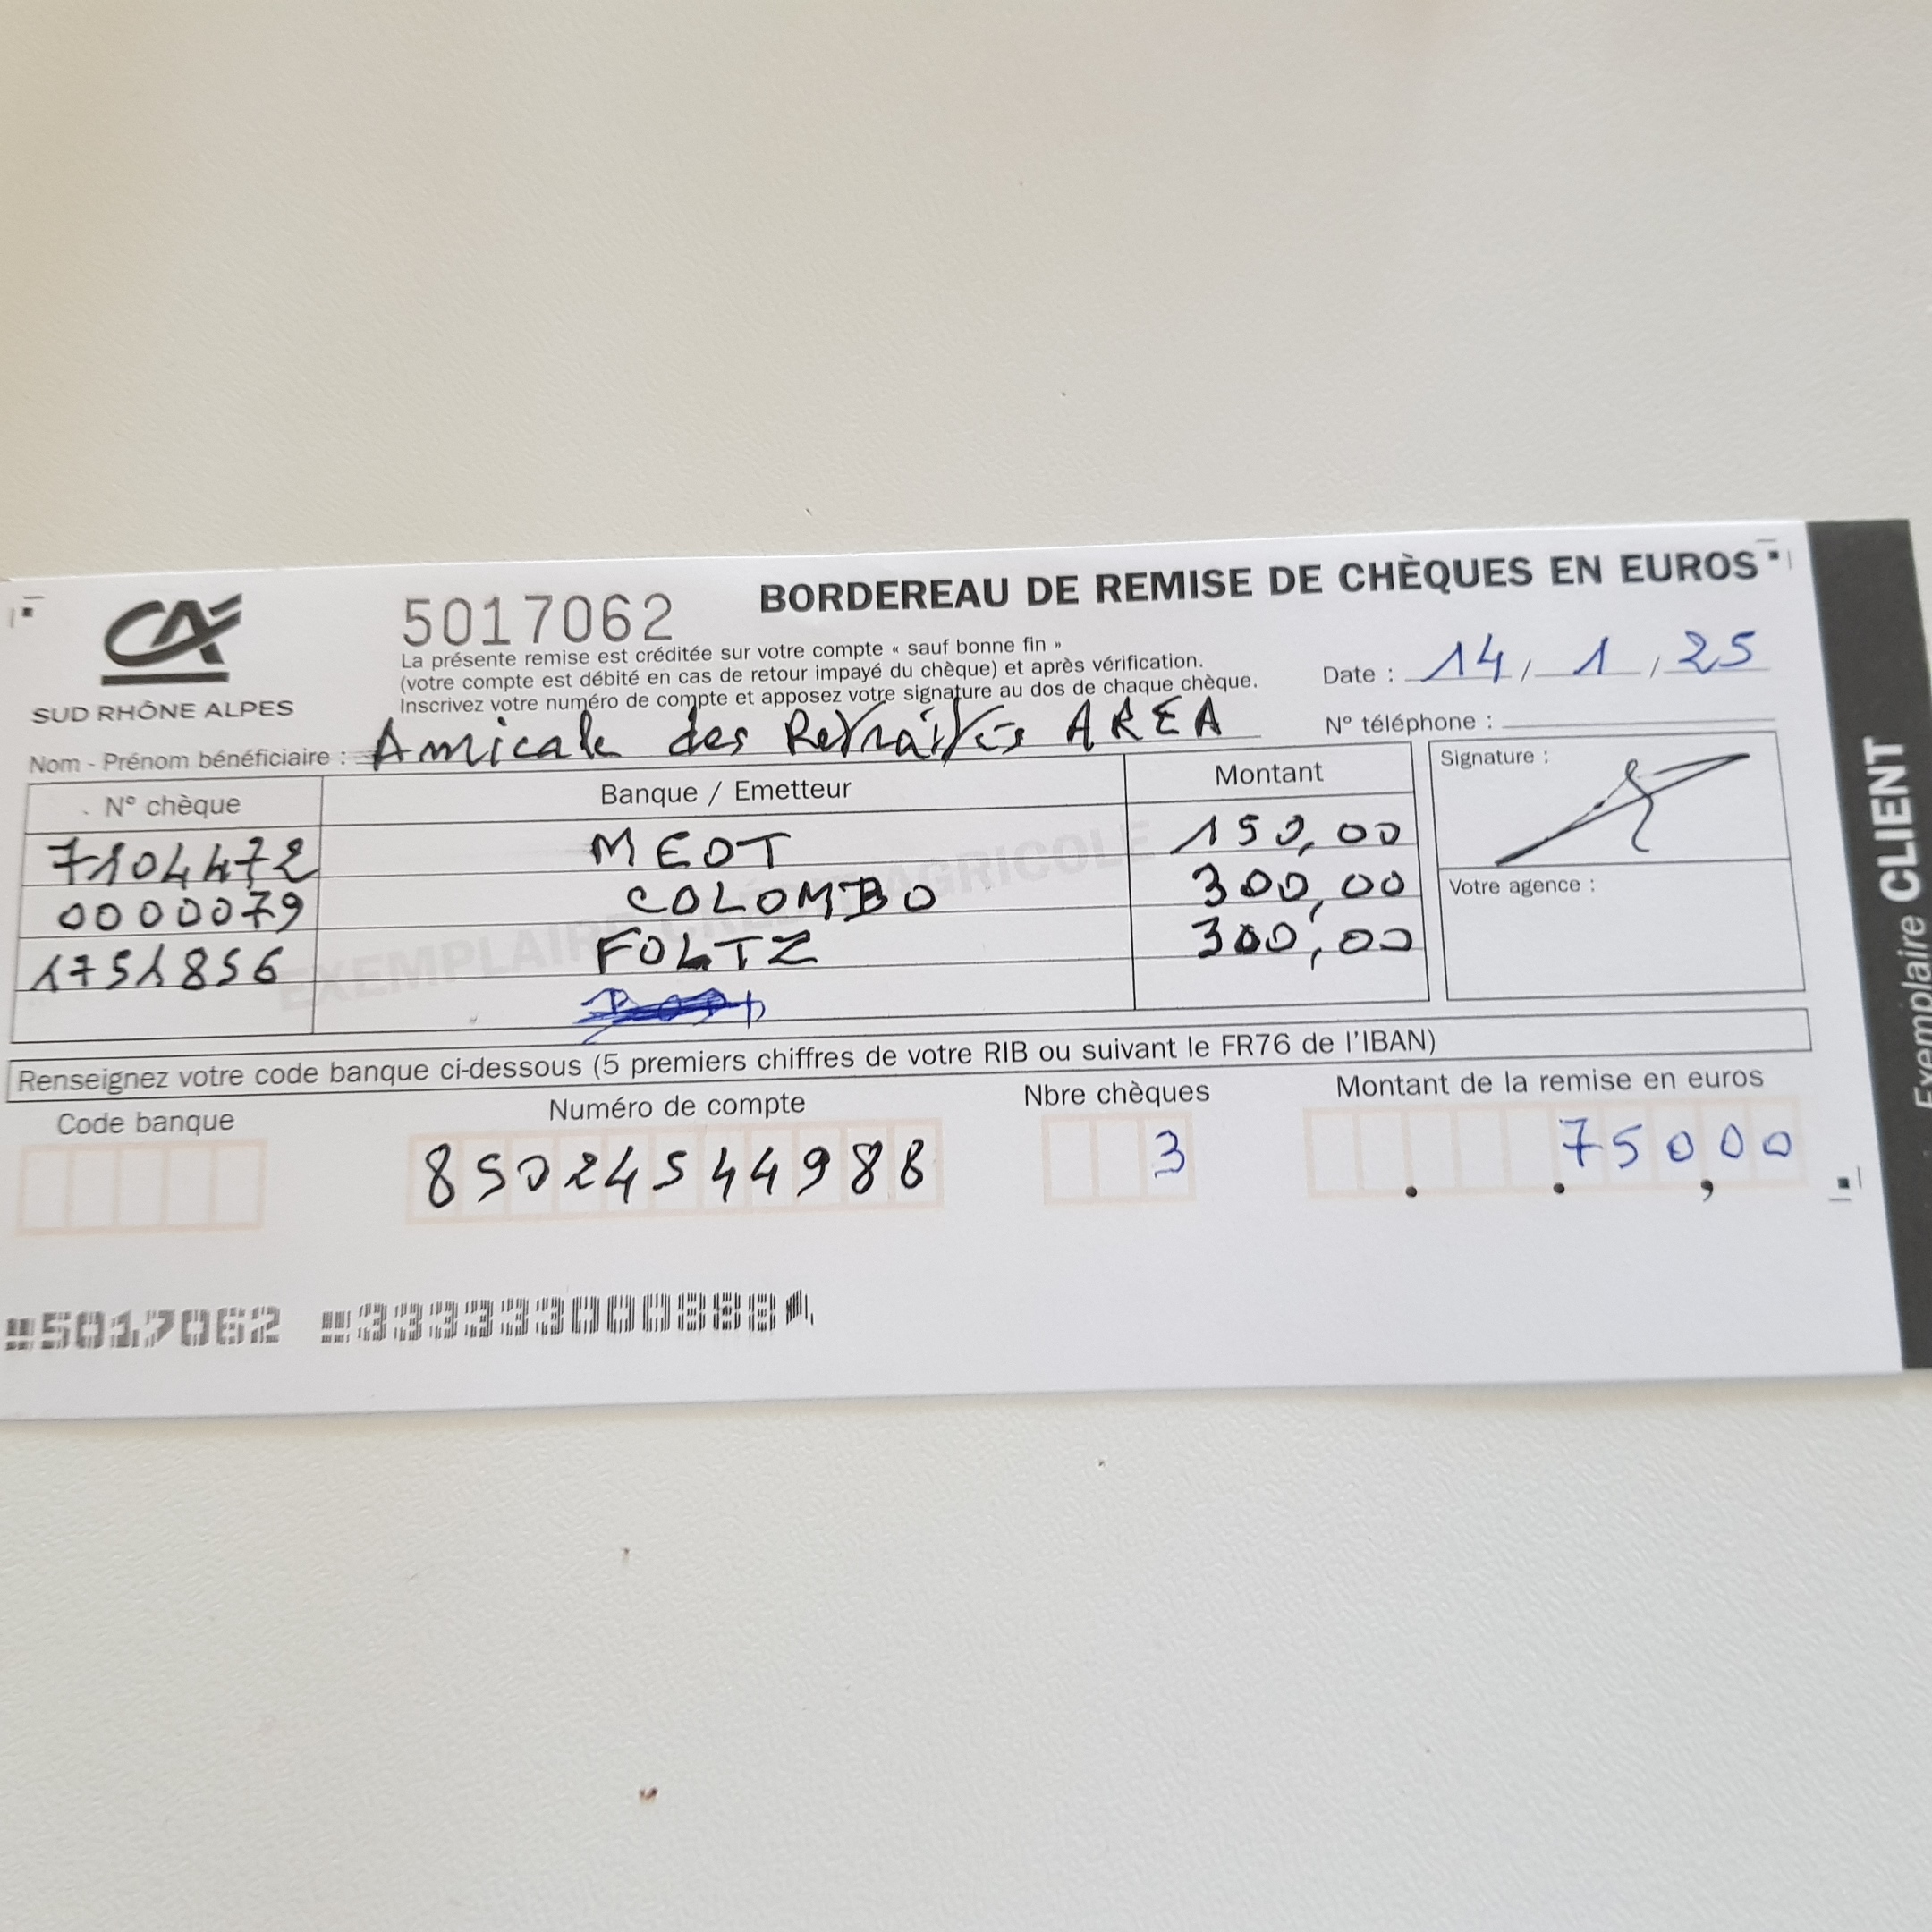 CA
SUD RHÔNE ALPES
5017062
BORDEREAU DE REMISE DE CHÈQUES EN EUROS
La présente remise est créditée sur votre compte « sauf bonne fin »
(votre compte est débité en cas de retour impayé du chèque) et après vérification.
Inscrivez votre numéro de compte et apposez votre signature au dos de chaque chèque.
Date : 14 / 1 / 25
N° téléphone :
Nom - Prénom bénéficiaire : Amicale des Retraités AREA
N° chèque Banque / Emetteur Montant
7104472 MEOT 150,00
0000079 COLOMBO 300,00
1751856 FOLTZ 300,00
EXEMPLAIRE CRÉDIT AGRICOLE
Signature :
Votre agence :
Renseignez votre code banque ci-dessous (5 premiers chiffres de votre RIB ou suivant le FR76 de l'IBAN)
Code banque Numéro de compte Nbre chèques Montant de la remise en euros
85024544988 3 . . 750,00
5017062 333333000888
Exemplaire CLIENT